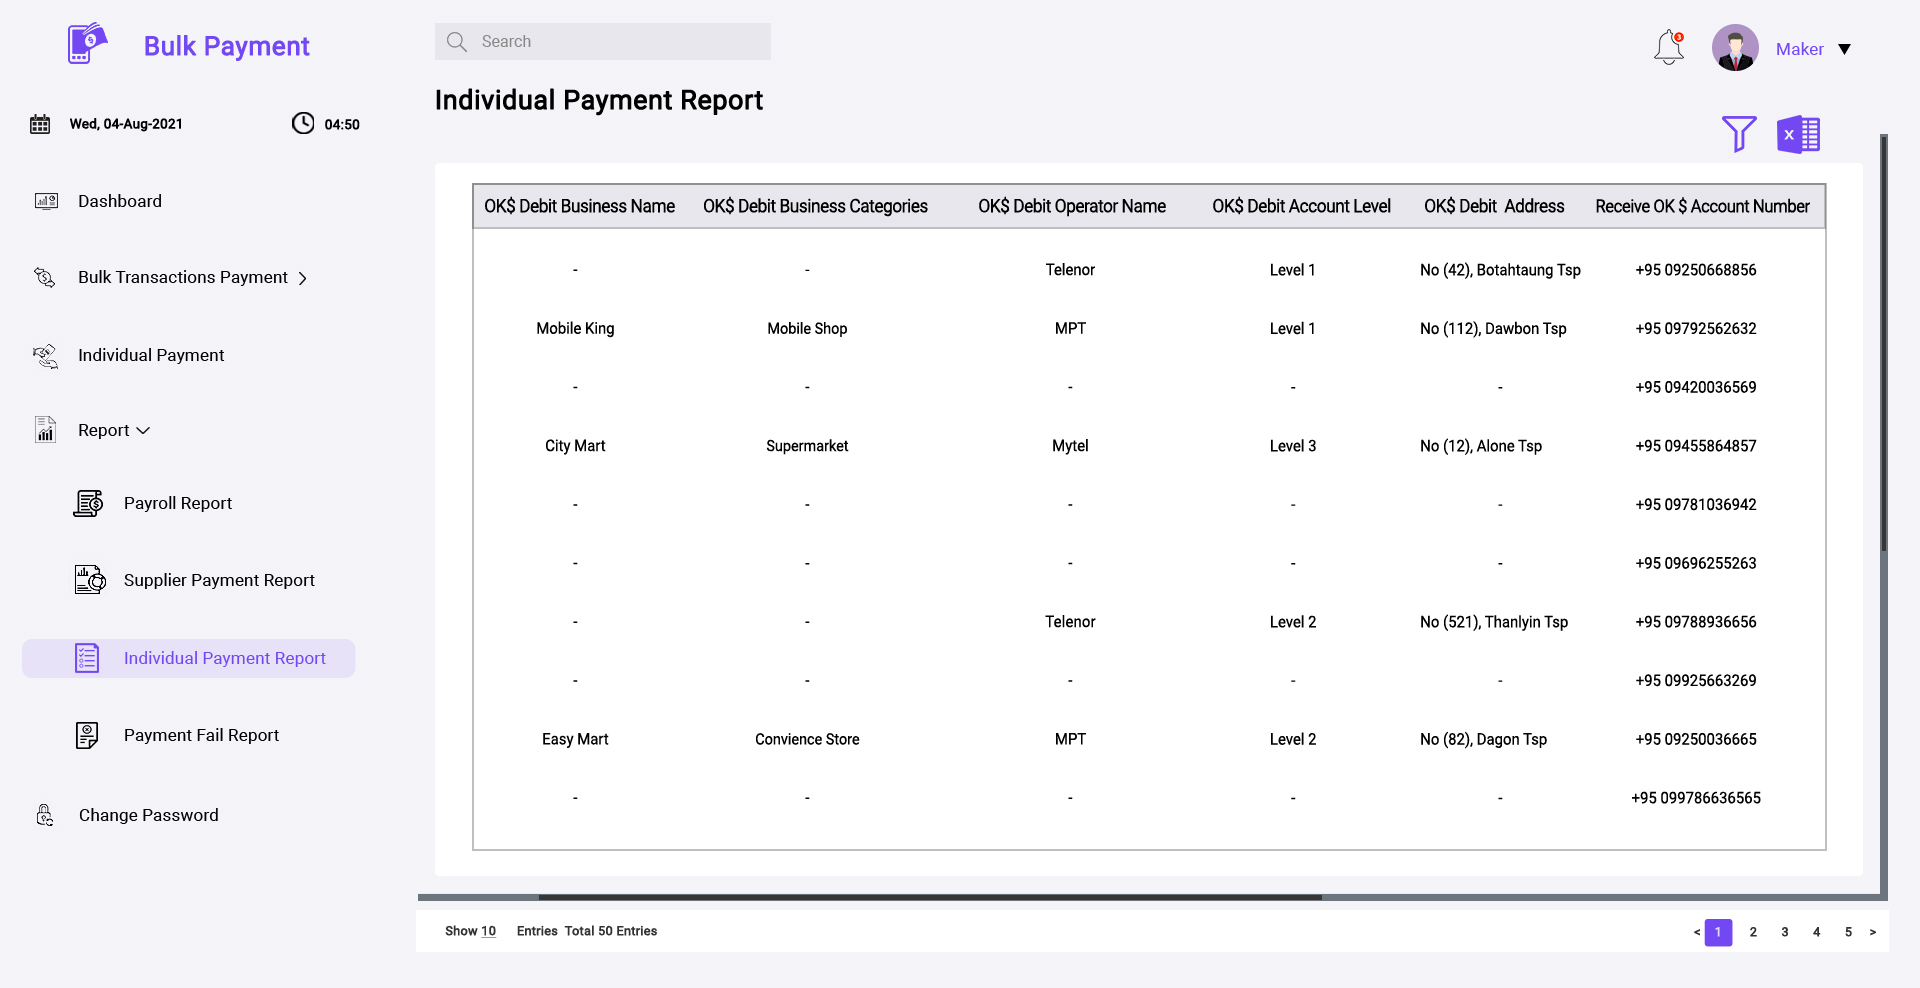 Bulk Payment
Search
3
Maker
Wed, 04-Aug-2021
04:50
Individual Payment Report
Dashboard
Bulk Transactions Payment
Individual Payment
Report
Payroll Report
Supplier Payment Report
Individual Payment Report
Payment Fail Report
Change Password
X
OK$ Debit Business Name OK$ Debit Business Categories OK$ Debit Operator Name OK$ Debit Account Level OK$ Debit Address Receive OK $ Account Number
- - Telenor Level 1 No (42), Botahtaung Tsp +95 09250668856
Mobile King Mobile Shop MPT Level 1 No (112), Dawbon Tsp +95 09792562632
- - - - - +95 09420036569
City Mart Supermarket Mytel Level 3 No (12), Alone Tsp +95 09455864857
- - - - - +95 09781036942
- - - - - +95 09696255263
- - Telenor Level 2 No (521), Thanlyin Tsp +95 09788936656
- - - - - +95 09925663269
Easy Mart Convience Store MPT Level 2 No (82), Dagon Tsp +95 09250036665
- - - - - +95 099786636565
Show 10 Entries Total 50 Entries
< 1 2 3 4 5 >